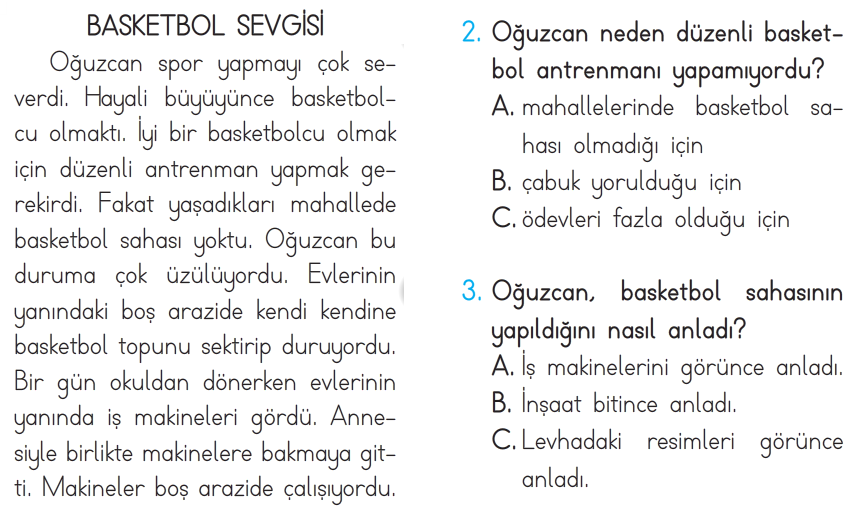 BASKETBOL SEVGİSİ
Oğuzcan spor yapmayı çok se-
verdi. Hayali büyüyünce basketbol-
cu olmaktı. İyi bir basketbolcu olmak
için düzenli antrenman yapmak ge-
rekirdi. Fakat yaşadıkları mahallede
basketbol sahası yoktu. Oğuzcan bu
duruma çok üzülüyordu. Evlerinin
yanındaki boş arazide kendi kendine
basketbol topunu sektirip duruyordu.
Bir gün okuldan dönerken evlerinin
yanında iş makineleri gördü. Anne-
siyle birlikte makinelere bakmaya git-
ti. Makineler boş arazide çalışıyordu.
2. Oğuzcan neden düzenli basket-
bol antrenmanı yapamıyordu?
A. mahallelerinde basketbol sa-
hası olmadığı için
B. çabuk yorulduğu için
C. ödevleri fazla olduğu için
3. Oğuzcan, basketbol sahasının
yapıldığını nasıl anladı?
A. İş makinelerini görünce anladı.
B. İnşaat bitince anladı.
C. Levhadaki resimleri görünce
anladı.